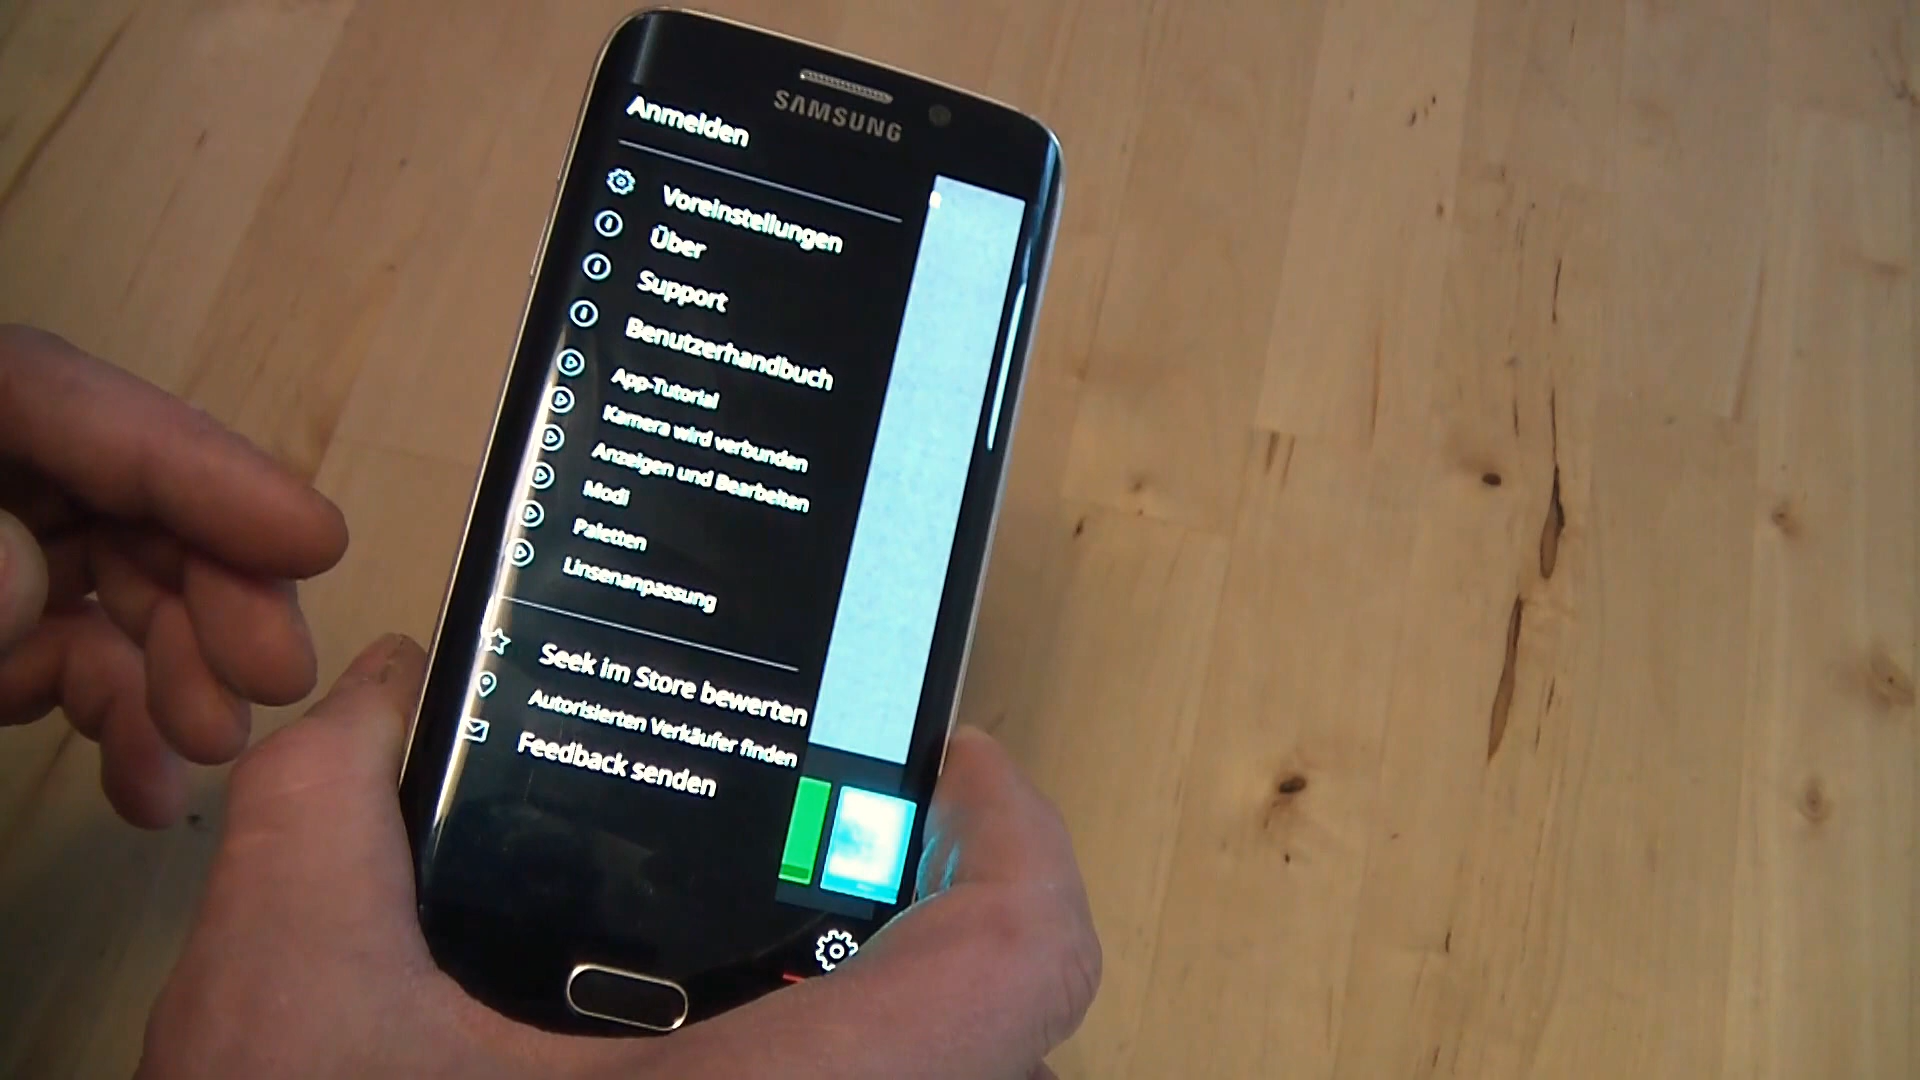 SAMSUNG
Anmelden
Voreinstellungen
Über
Support
Benutzerhandbuch
App-Tutorial
Kamera wird verbunden
Anzeigen und Bearbeiten
Modi
Paletten
Linsenanpassung
Seek im Store bewerten
Autorisierten Verkäufer finden
Feedback senden